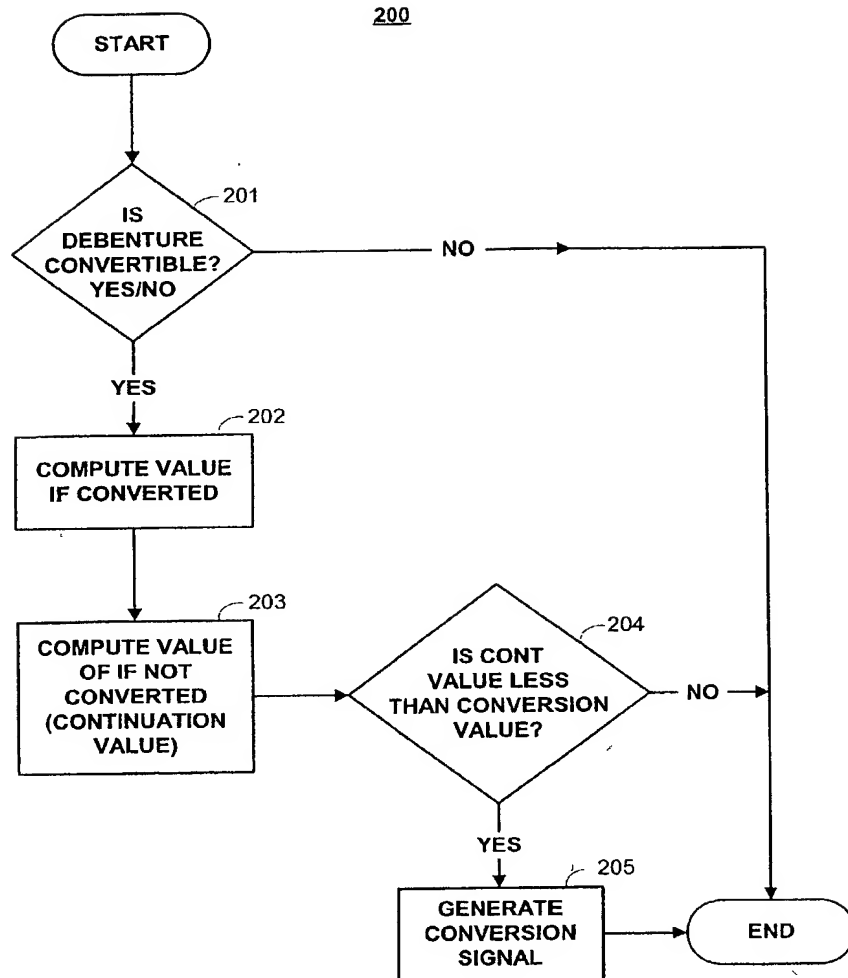 200
START
201
IS
DEBENTURE
CONVERTIBLE?
YES/NO
NO
YES
202
COMPUTE VALUE
IF CONVERTED
203
COMPUTE VALUE
OF IF NOT
CONVERTED
(CONTINUATION
VALUE)
204
IS CONT
VALUE LESS
THAN CONVERSION
VALUE?
NO
YES
205
GENERATE
CONVERSION
SIGNAL
END